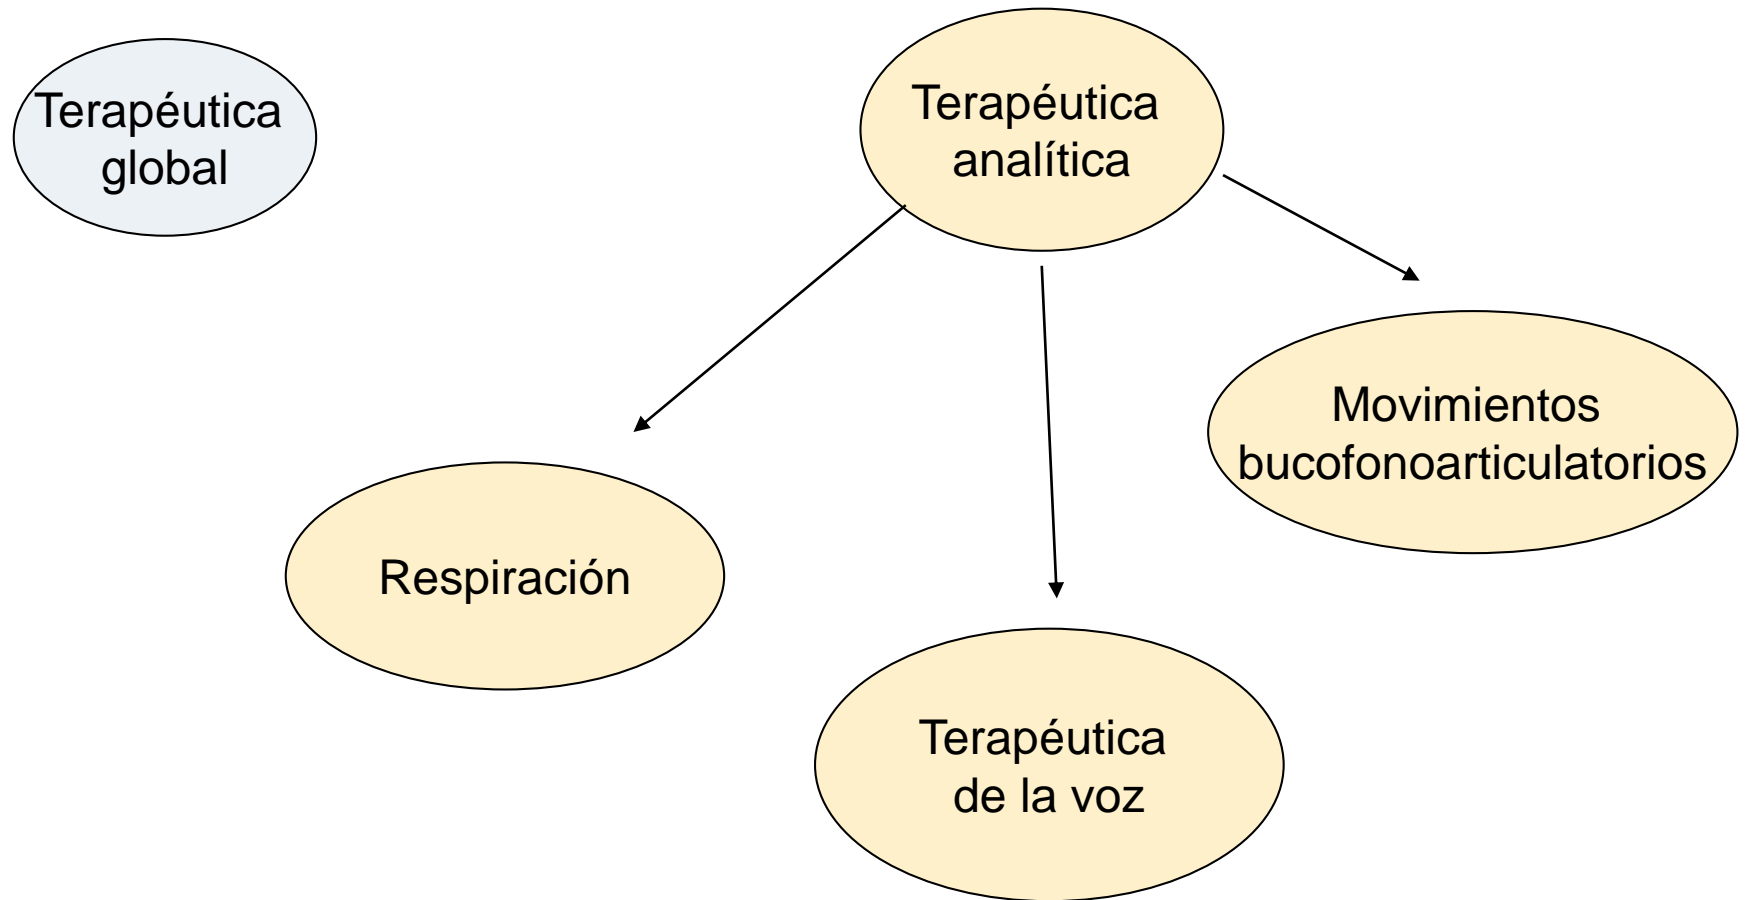 Terapéutica
global
Terapéutica
analítica
Movimientos
bucofonoarticulatorios
Respiración
Terapéutica
de la voz